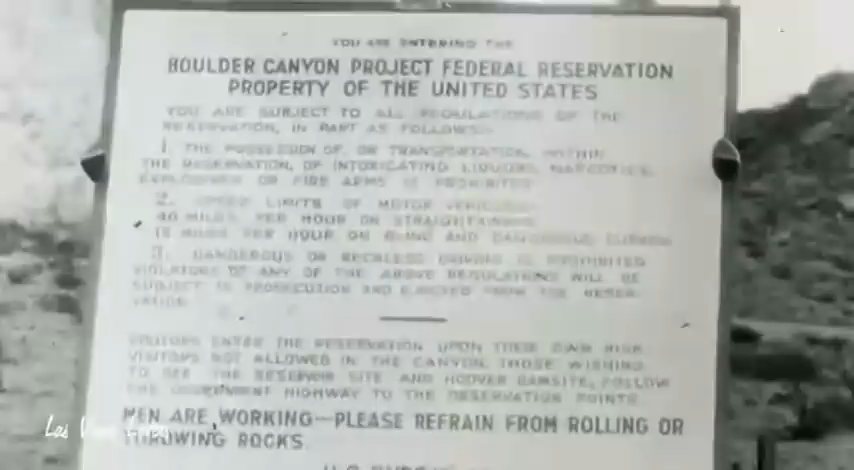 YOU ARE ENTERING THE
BOULDER CANYON PROJECT FEDERAL RESERVATION
PROPERTY OF THE UNITED STATES
YOU ARE SUBJECT TO ALL REGULATIONS OF THE
RESERVATION, IN PART AS FOLLOWS:
1. THE POSSESSION OF, OR TRANSPORTATION, WITHIN
THE RESERVATION, OF INTOXICATING LIQUORS, NARCOTICS,
EXPLOSIVES OR FIRE ARMS IS PROHIBITED
2. SPEED LIMITS OF MOTOR VEHICLES
40 MILES PER HOUR ON STRAIGHTAWAYS
15 MILES PER HOUR ON BLIND AND DANGEROUS CURVES
3. DANGEROUS OR RECKLESS DRIVING IS PROHIBITED
VIOLATORS OF ANY OF THE ABOVE REGULATIONS WILL BE
SUBJECT TO PROSECUTION AND EJECTED FROM THE RESER-
VATION
VISITORS ENTER THE RESERVATION UPON THEIR OWN RISK
VISITORS NOT ALLOWED IN THE CANYON. THOSE WISHING
TO SEE THE RESERVOIR SITE AND HOOVER DAMSITE, FOLLOW
THE GOVERNMENT HIGHWAY TO THE RESERVATION POINTS
MEN ARE WORKING—PLEASE REFRAIN FROM ROLLING OR
THROWING ROCKS.
Las